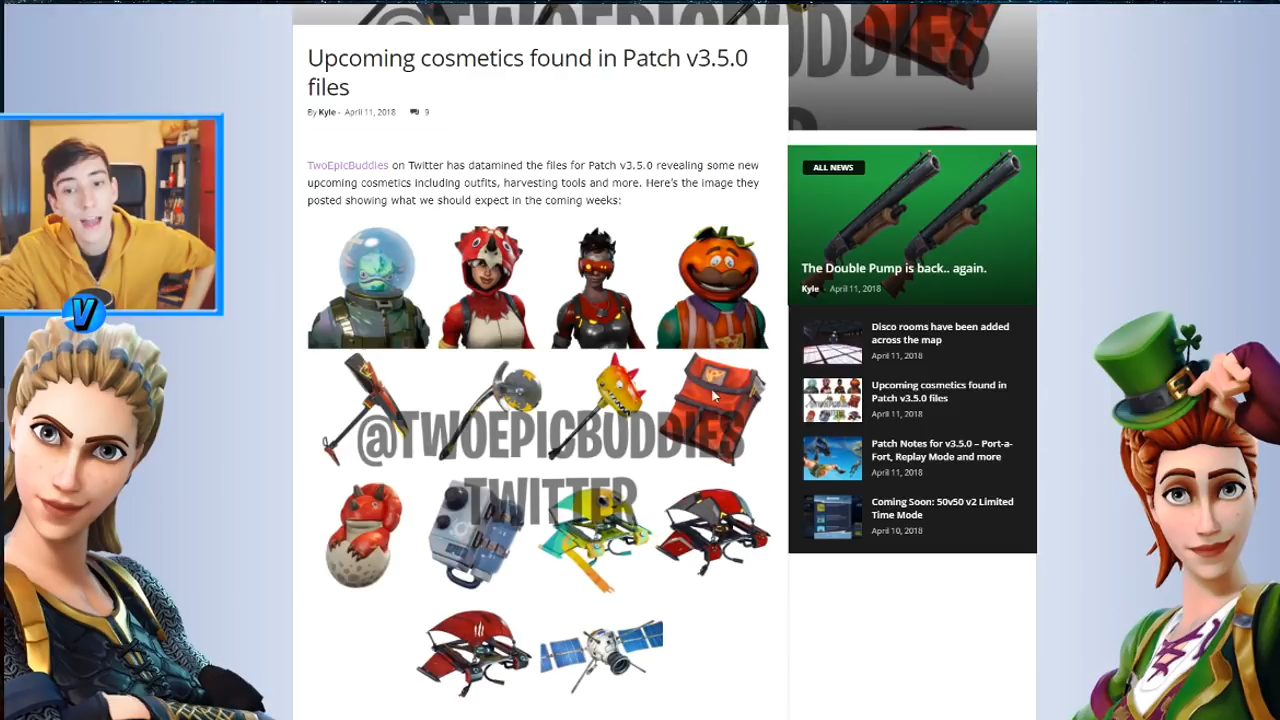 @TWOEPICBUDDIES
Upcoming cosmetics found in Patch v3.5.0
files
By Kyle - April 11, 2018 9
TwoEpicBuddies on Twitter has datamined the files for Patch v3.5.0 revealing some new
upcoming cosmetics including outfits, harvesting tools and more. Here's the image they
posted showing what we should expect in the coming weeks:
@TWOEPICBUDDIES
TWITTER
V
ALL NEWS
The Double Pump is back.. again.
Kyle - April 11, 2018
Disco rooms have been added
across the map
April 11, 2018
Upcoming cosmetics found in
Patch v3.5.0 files
April 11, 2018
Patch Notes for v3.5.0 – Port-a-
Fort, Replay Mode and more
April 11, 2018
Coming Soon: 50v50 v2 Limited
Time Mode
April 10, 2018